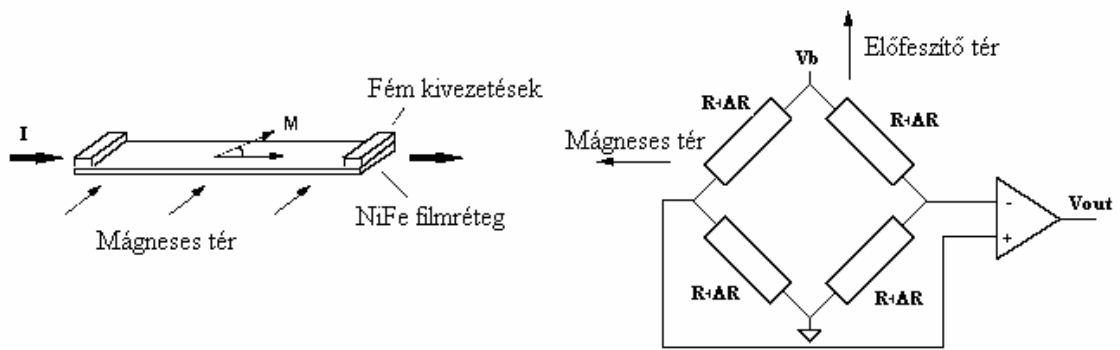 Fém kivezetések
I
M
NiFe filmréteg
Mágneses tér
Előfeszítő tér
Vb
R+ΔR
R+ΔR
Mágneses tér
-
+
Vout
R+ΔR
R+ΔR